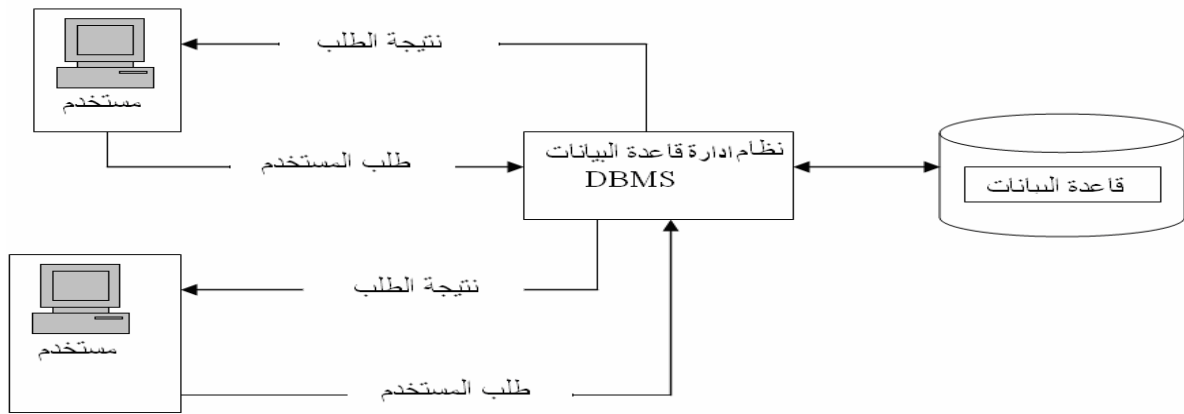 نتيجة الطلب
مستخدم
طلب المستخدم
نظام ادارة قاعدة البيانات
DBMS
قاعدة البيانات
نتيجة الطلب
مستخدم
طلب المستخدم